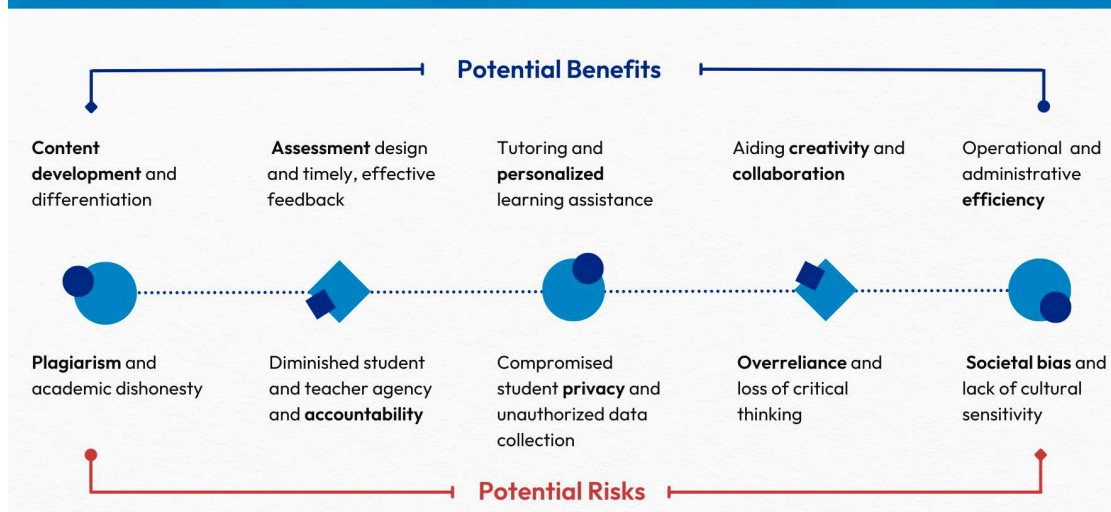 Potential Benefits
Content
development and
differentiation
Assessment design
and timely, effective
feedback
Tutoring and
personalized
learning assistance
Aiding creativity and
collaboration
Operational and
administrative
efficiency
Plagiarism and
academic dishonesty
Diminished student
and teacher agency
and accountability
Compromised
student privacy and
unauthorized data
collection
Overreliance and
loss of critical
thinking
Societal bias and
lack of cultural
sensitivity
Potential Risks